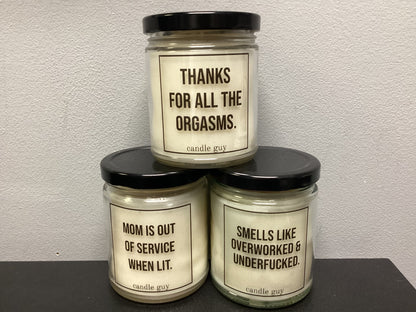 THANKS
FOR ALL THE
ORGASMS.
candle guy
MOM IS OUT
OF SERVICE
WHEN LIT.
candle guy
SMELLS LIKE
OVERWORKED &
UNDERFUCKED.
candle guy